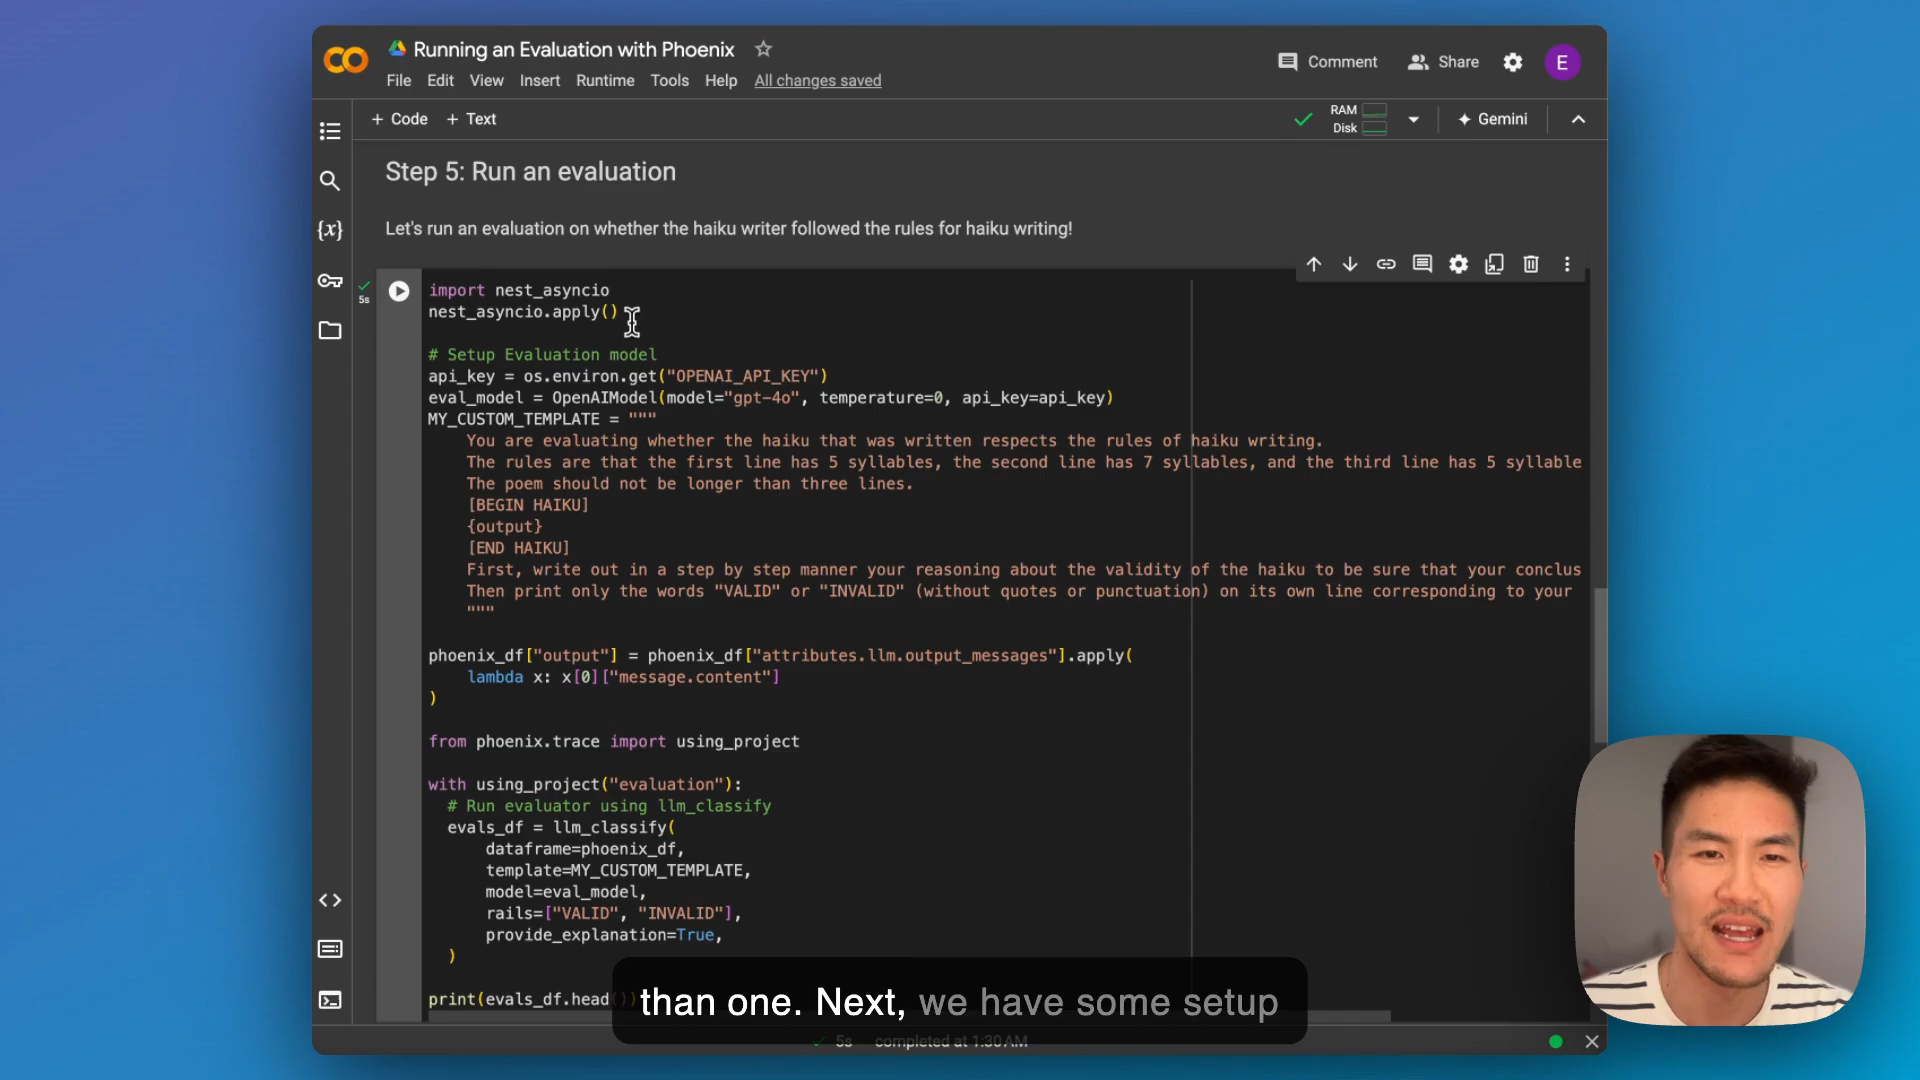 Running an Evaluation with Phoenix
Comment
Share
E
File Edit View Insert Runtime Tools Help All changes saved
+ Code + Text
RAM
Disk
Gemini
Step 5: Run an evaluation
Let's run an evaluation on whether the haiku writer followed the rules for haiku writing!
5s
import nest_asyncio
nest_asyncio.apply()
# Setup Evaluation model
api_key = os.environ.get("OPENAI_API_KEY")
eval_model = OpenAIModel(model="gpt-4o", temperature=0, api_key=api_key)
MY_CUSTOM_TEMPLATE = """
You are evaluating whether the haiku that was written respects the rules of haiku writing.
The rules are that the first line has 5 syllables, the second line has 7 syllables, and the third line has 5 syllable
The poem should not be longer than three lines.
[BEGIN HAIKU]
{output}
[END HAIKU]
First, write out in a step by step manner your reasoning about the validity of the haiku to be sure that your conclus
Then print only the words "VALID" or "INVALID" (without quotes or punctuation) on its own line corresponding to your
"""
phoenix_df["output"] = phoenix_df["attributes.llm.output_messages"].apply(
lambda x: x[0]["message.content"]
)
from phoenix.trace import using_project
with using_project("evaluation"):
# Run evaluator using llm_classify
evals_df = llm_classify(
dataframe=phoenix_df,
template=MY_CUSTOM_TEMPLATE,
model=eval_model,
rails=["VALID", "INVALID"],
provide_explanation=True,
)
print(evals_df.head())
than one. Next, we have some setup
5s completed at 1:30 AM